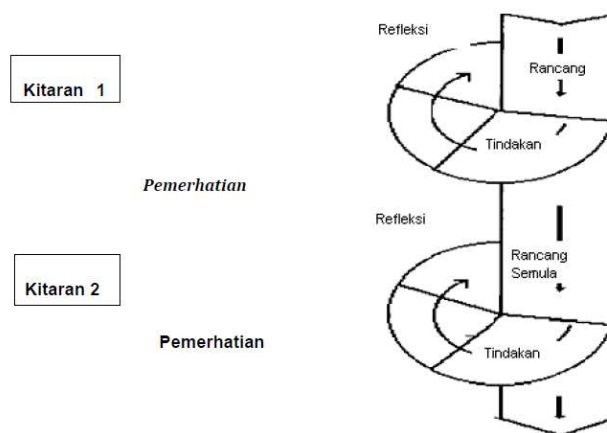 Refleksi
Rancang
Kitaran 1
Tindakan
Pemerhatian
Refleksi
Rancang
Semula
Kitaran 2
Pemerhatian
Tindakan